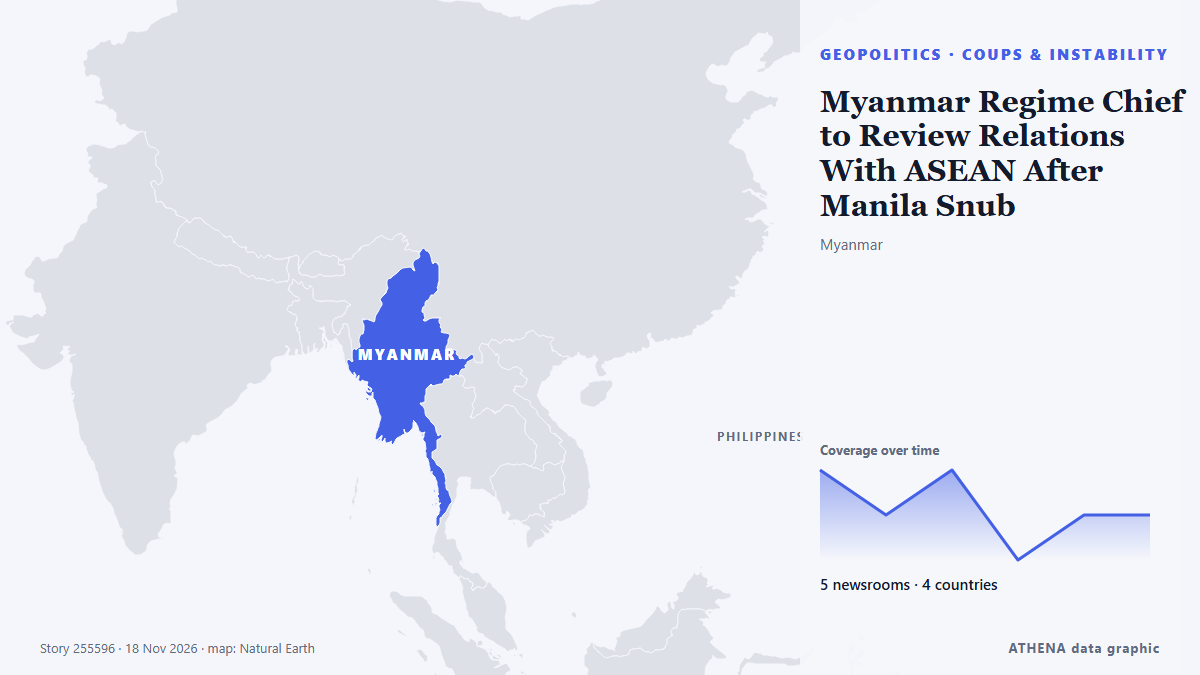 GEOPOLITICS · COUPS & INSTABILITY
Myanmar Regime Chief
to Review Relations
With ASEAN After
Manila Snub
Myanmar
MYANMAR
PHILIPPINES
Coverage over time
5 newsrooms · 4 countries
Story 255596 · 18 Nov 2026 · map: Natural Earth
ATHENA data graphic